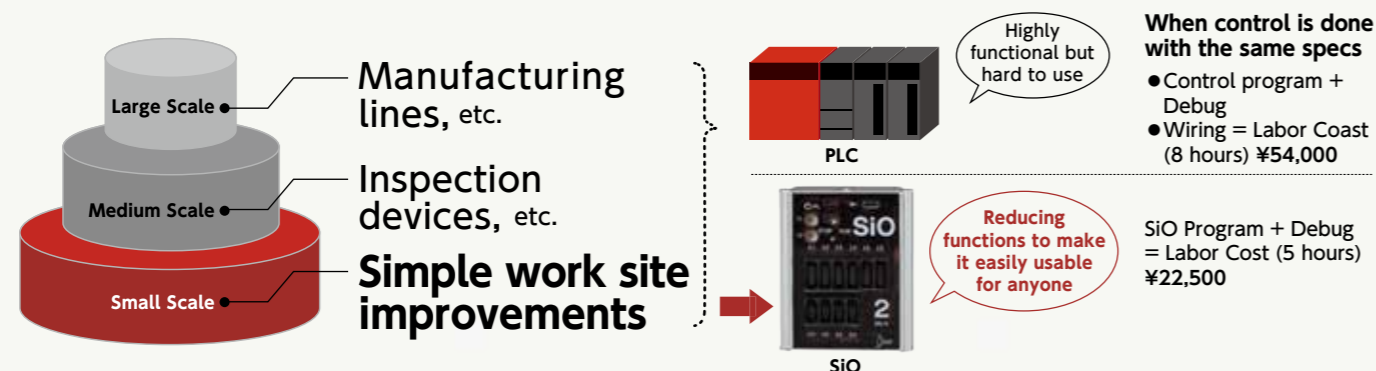 Large Scale
Medium Scale
Small Scale
Manufacturing
lines, etc.
Inspection
devices, etc.
Simple work site
improvements
PLC
Highly
functional but
hard to use
When control is done
with the same specs
●Control program +
Debug
●Wiring = Labor Coast
(8 hours) ¥54,000
SiO
2
SiO
Reducing
functions to make
it easily usable
for anyone
SiO Program + Debug
= Labor Cost (5 hours)
¥22,500